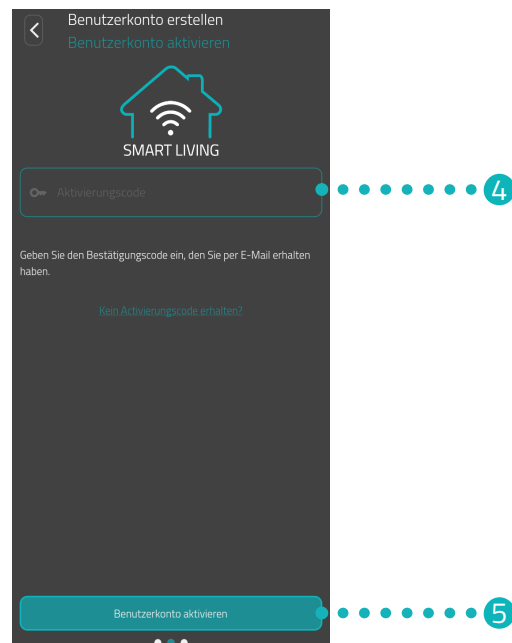 Benutzerkonto erstellen
Benutzerkonto aktivieren
SMART LIVING
Aktivierungscode
4
Geben Sie den Bestätigungscode ein, den Sie per E-Mail erhalten
haben.
Kein Activierungscode erhalten?
Benutzerkonto aktivieren
5